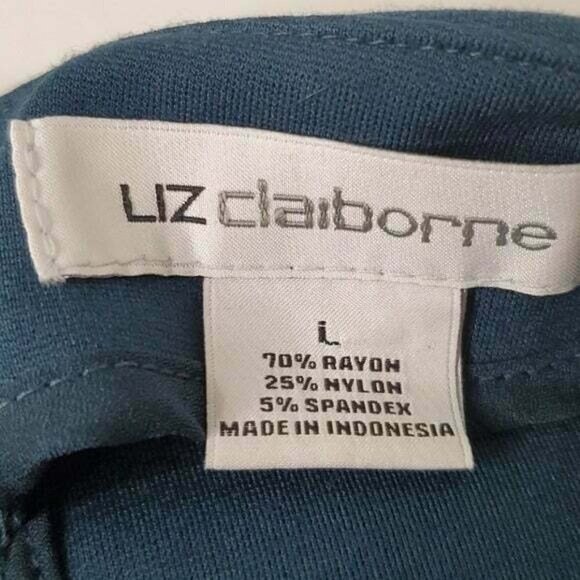 LIZ claiborne
L
70% RAYON
25% NYLON
5% SPANDEX
MADE IN INDONESIA